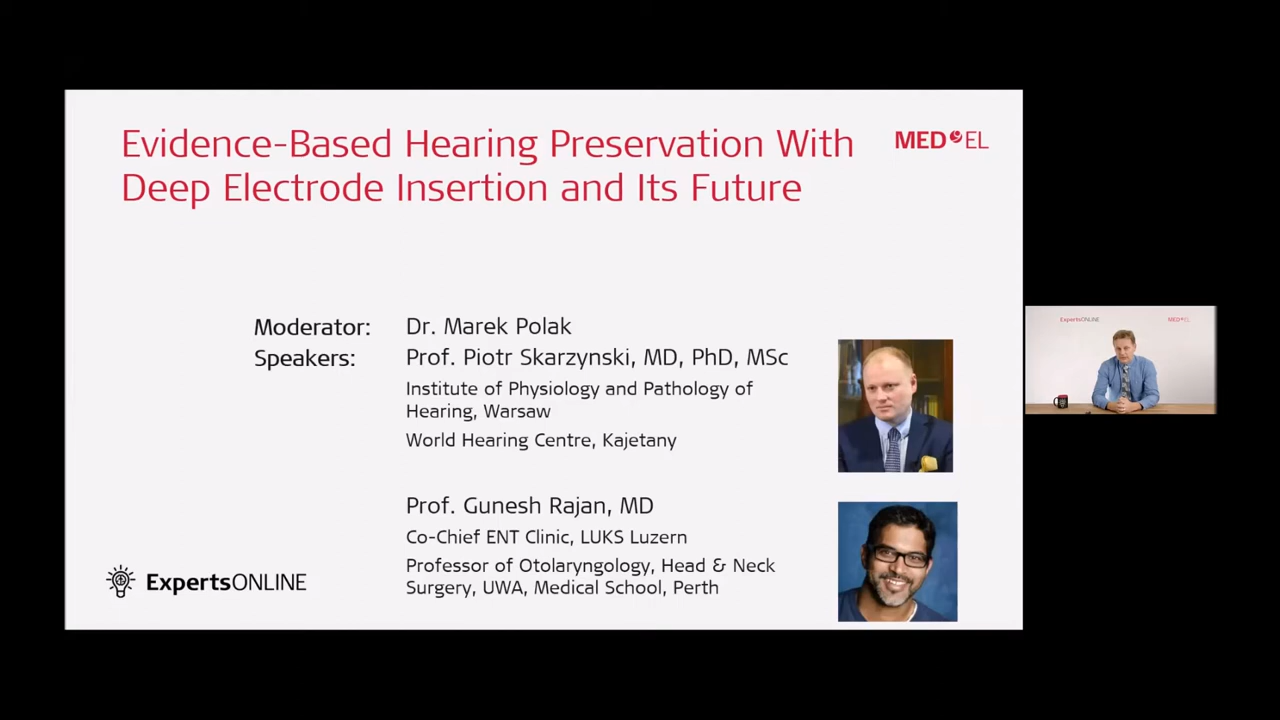 Evidence-Based Hearing Preservation With
Deep Electrode Insertion and Its Future
MED EL
Moderator: Dr. Marek Polak
Speakers: Prof. Piotr Skarzynski, MD, PhD, MSc
Institute of Physiology and Pathology of
Hearing, Warsaw
World Hearing Centre, Kajetany
Prof. Gunesh Rajan, MD
Co-Chief ENT Clinic, LUKS Luzern
Professor of Otolaryngology, Head & Neck
Surgery, UWA, Medical School, Perth
ExpertsONLINE
ExpertsONLINE
MED EL